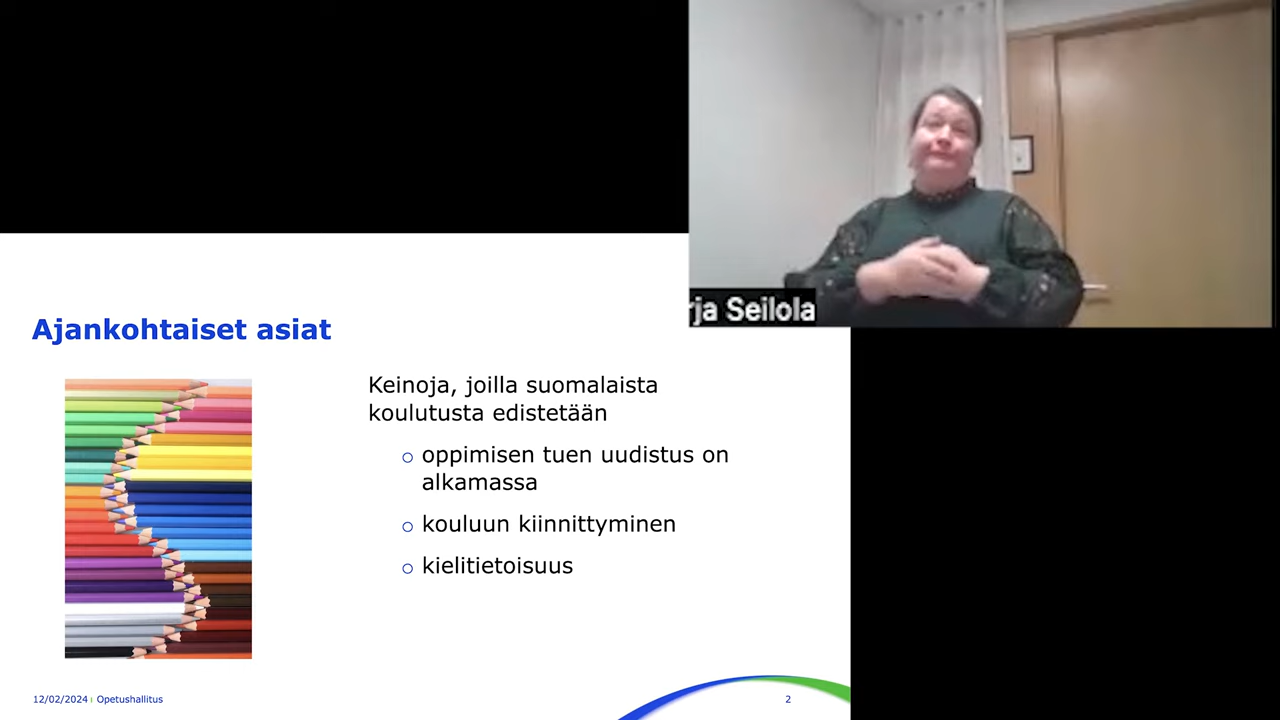 rja Seilola
Ajankohtaiset asiat
Keinoja, joilla suomalaista
koulutusta edistetään
o oppimisen tuen uudistus on
alkamassa
o kouluun kiinnittyminen
o kielitietoisuus
12/02/2024 I Opetushallitus
2